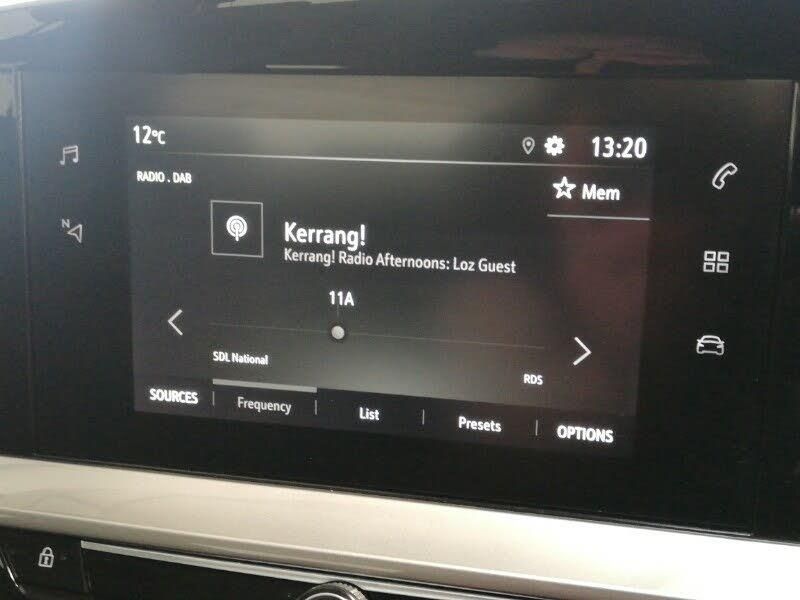 12°C 13:20
RADIO . DAB
Mem
N
Kerrang!
Kerrang! Radio Afternoons: Loz Guest
11A
SDL National
RDS
SOURCES Frequency List Presets OPTIONS